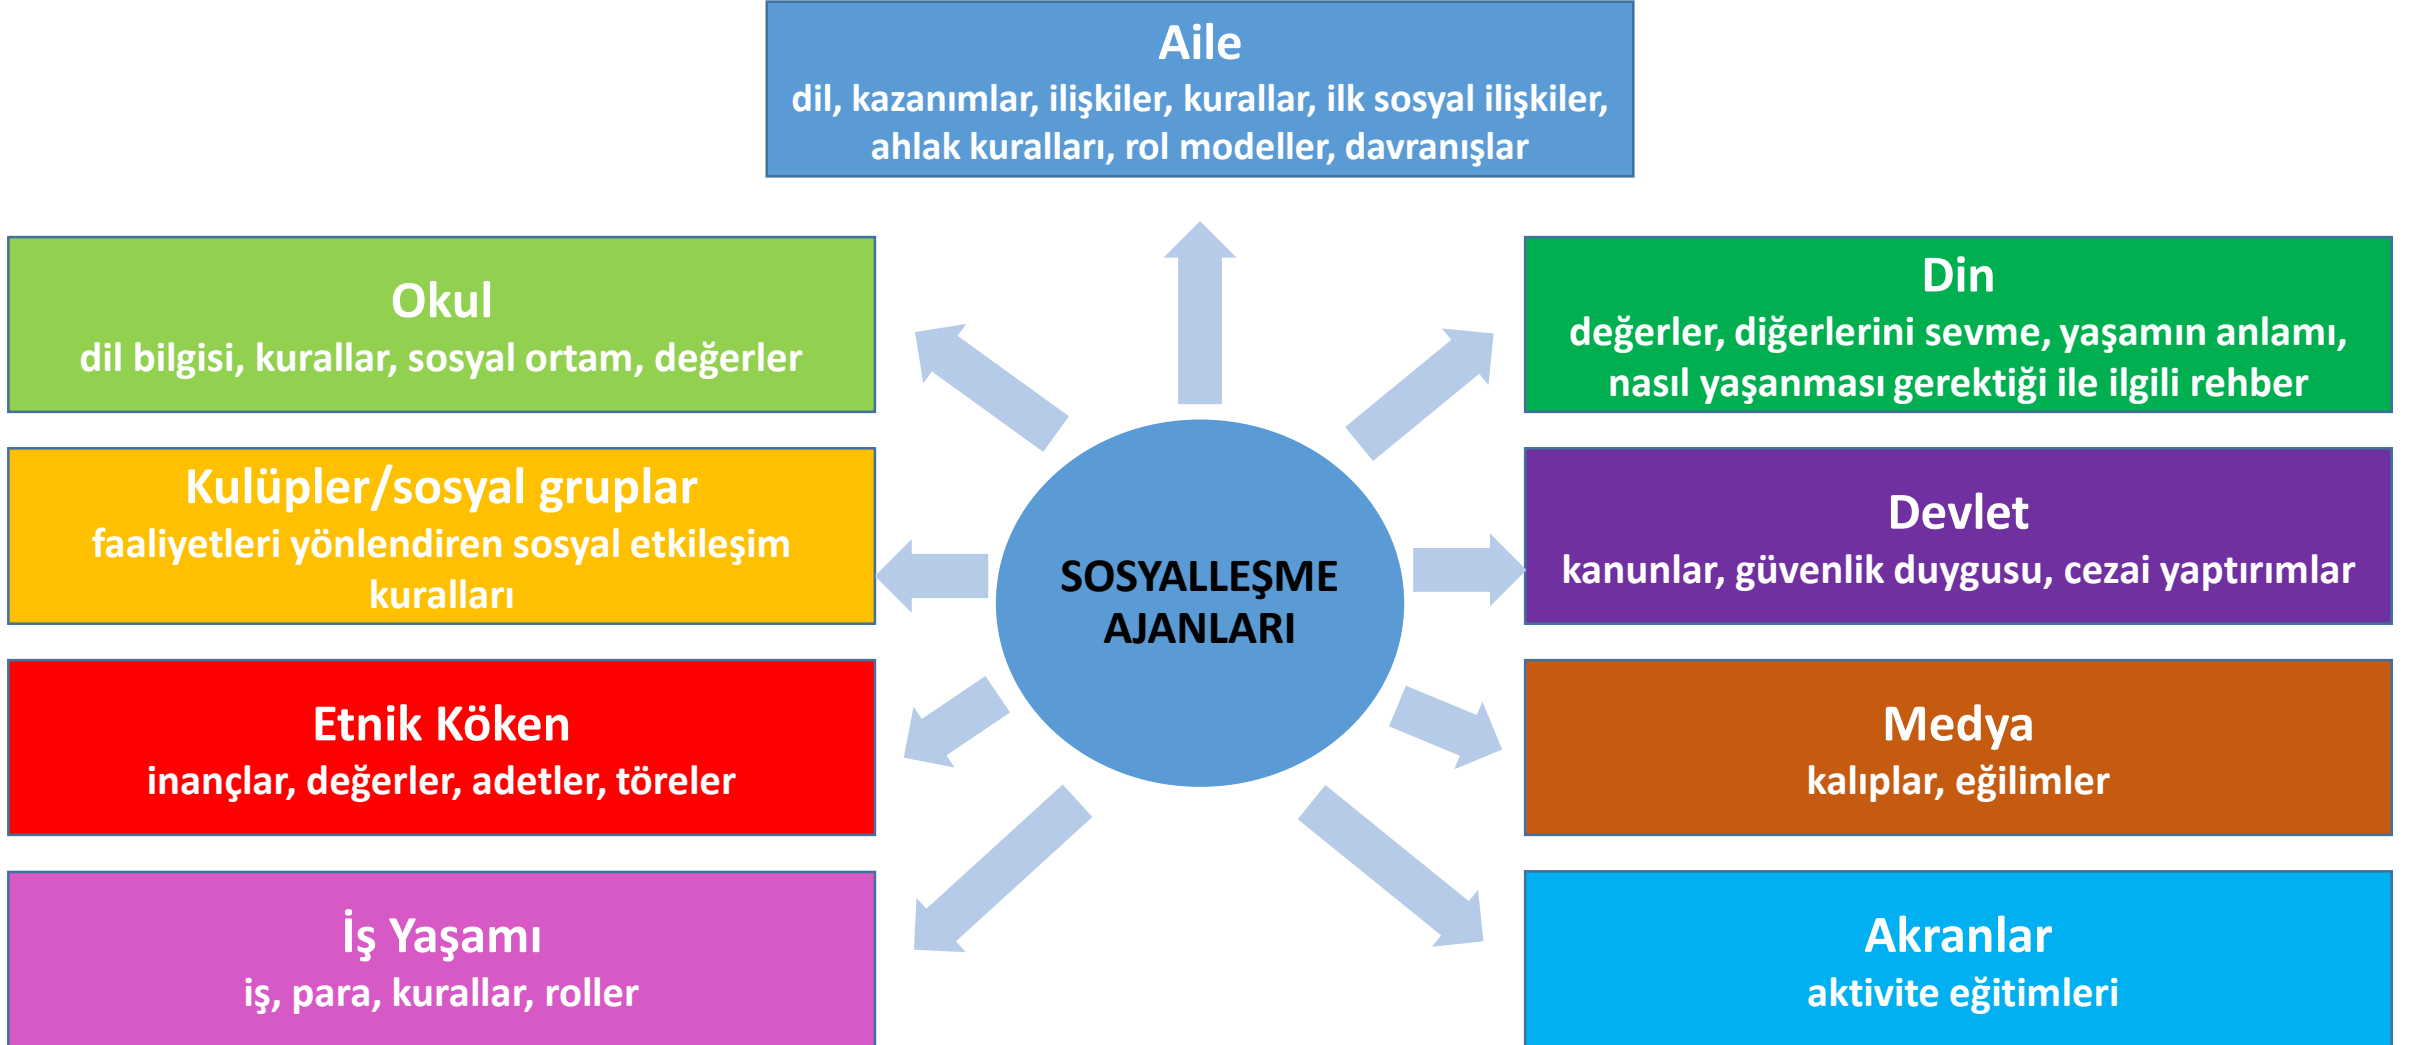 Aile
dil, kazanımlar, ilişkiler, kurallar, ilk sosyal ilişkiler,
ahlak kuralları, rol modeller, davranışlar
Okul
dil bilgisi, kurallar, sosyal ortam, değerler
Din
değerler, diğerlerini sevme, yaşamın anlamı,
nasıl yaşanması gerektiği ile ilgili rehber
Kulüpler/sosyal gruplar
faaliyetleri yönlendiren sosyal etkileşim
kuralları
SOSYALLEŞME
AJANLARI
Devlet
kanunlar, güvenlik duygusu, cezai yaptırımlar
Etnik Köken
inançlar, değerler, adetler, töreler
Medya
kalıplar, eğilimler
İş Yaşamı
iş, para, kurallar, roller
Akranlar
aktivite eğitimleri